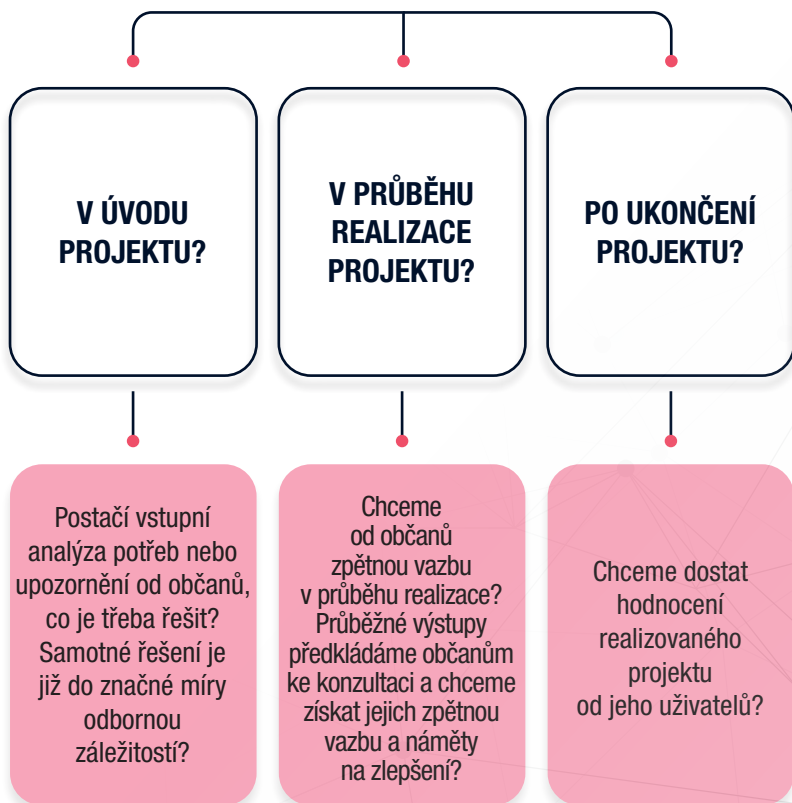 V ÚVODU
PROJEKTU?
V PRŮBĚHU
REALIZACE
PROJEKTU?
PO UKONČENÍ
PROJEKTU?
Postačí vstupní
analýza potřeb nebo
upozornění od občanů,
co je třeba řešit?
Samotné řešení je
již do značné míry
odbornou
záležitostí?
Chceme
od občanů
zpětnou vazbu
v průběhu realizace?
Průběžné výstupy
předkládáme občanům
ke konzultaci a chceme
získat jejich zpětnou
vazbu a náměty
na zlepšení?
Chceme dostat
hodnocení
realizovaného
projektu
od jeho uživatelů?